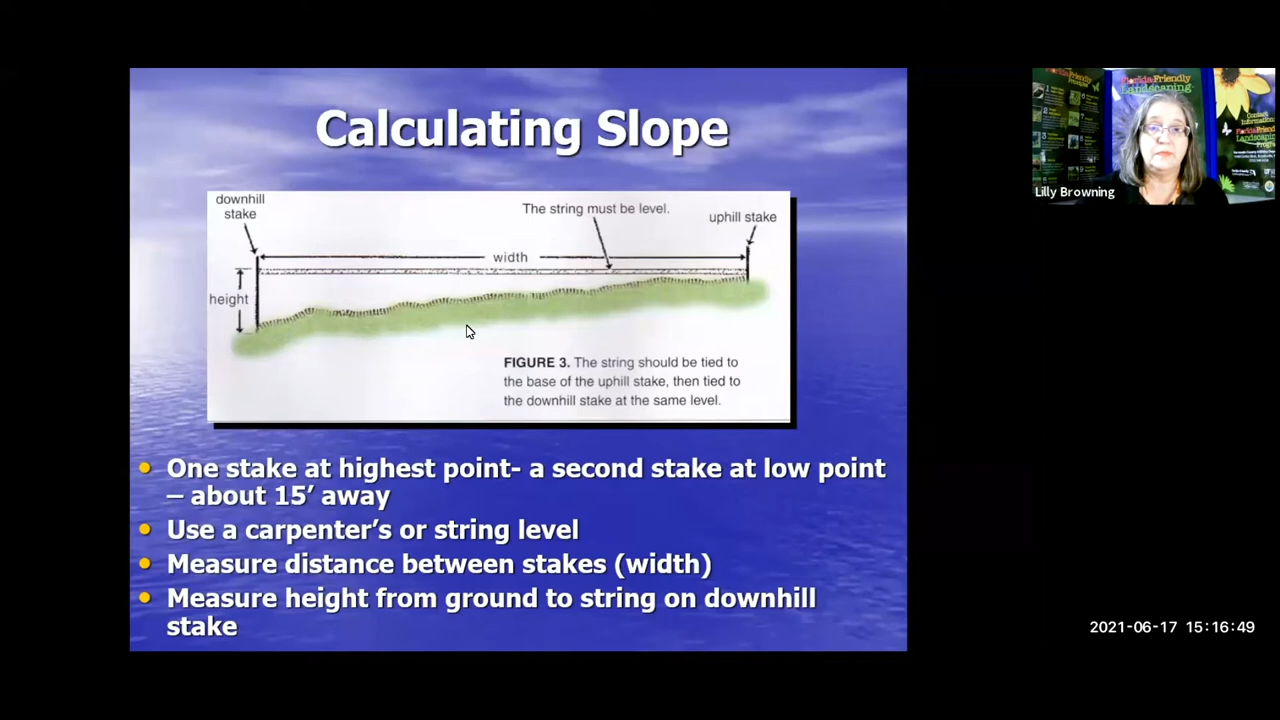 Calculating Slope
downhill
stake
The string must be level.
uphill stake
width
height
FIGURE 3. The string should be tied to
the base of the uphill stake, then tied to
the downhill stake at the same level.
• One stake at highest point- a second stake at low point
– about 15’ away
• Use a carpenter’s or string level
• Measure distance between stakes (width)
• Measure height from ground to string on downhill
stake
Florida-Friendly
Landscaping
Lilly Browning
2021-06-17 15:16:49